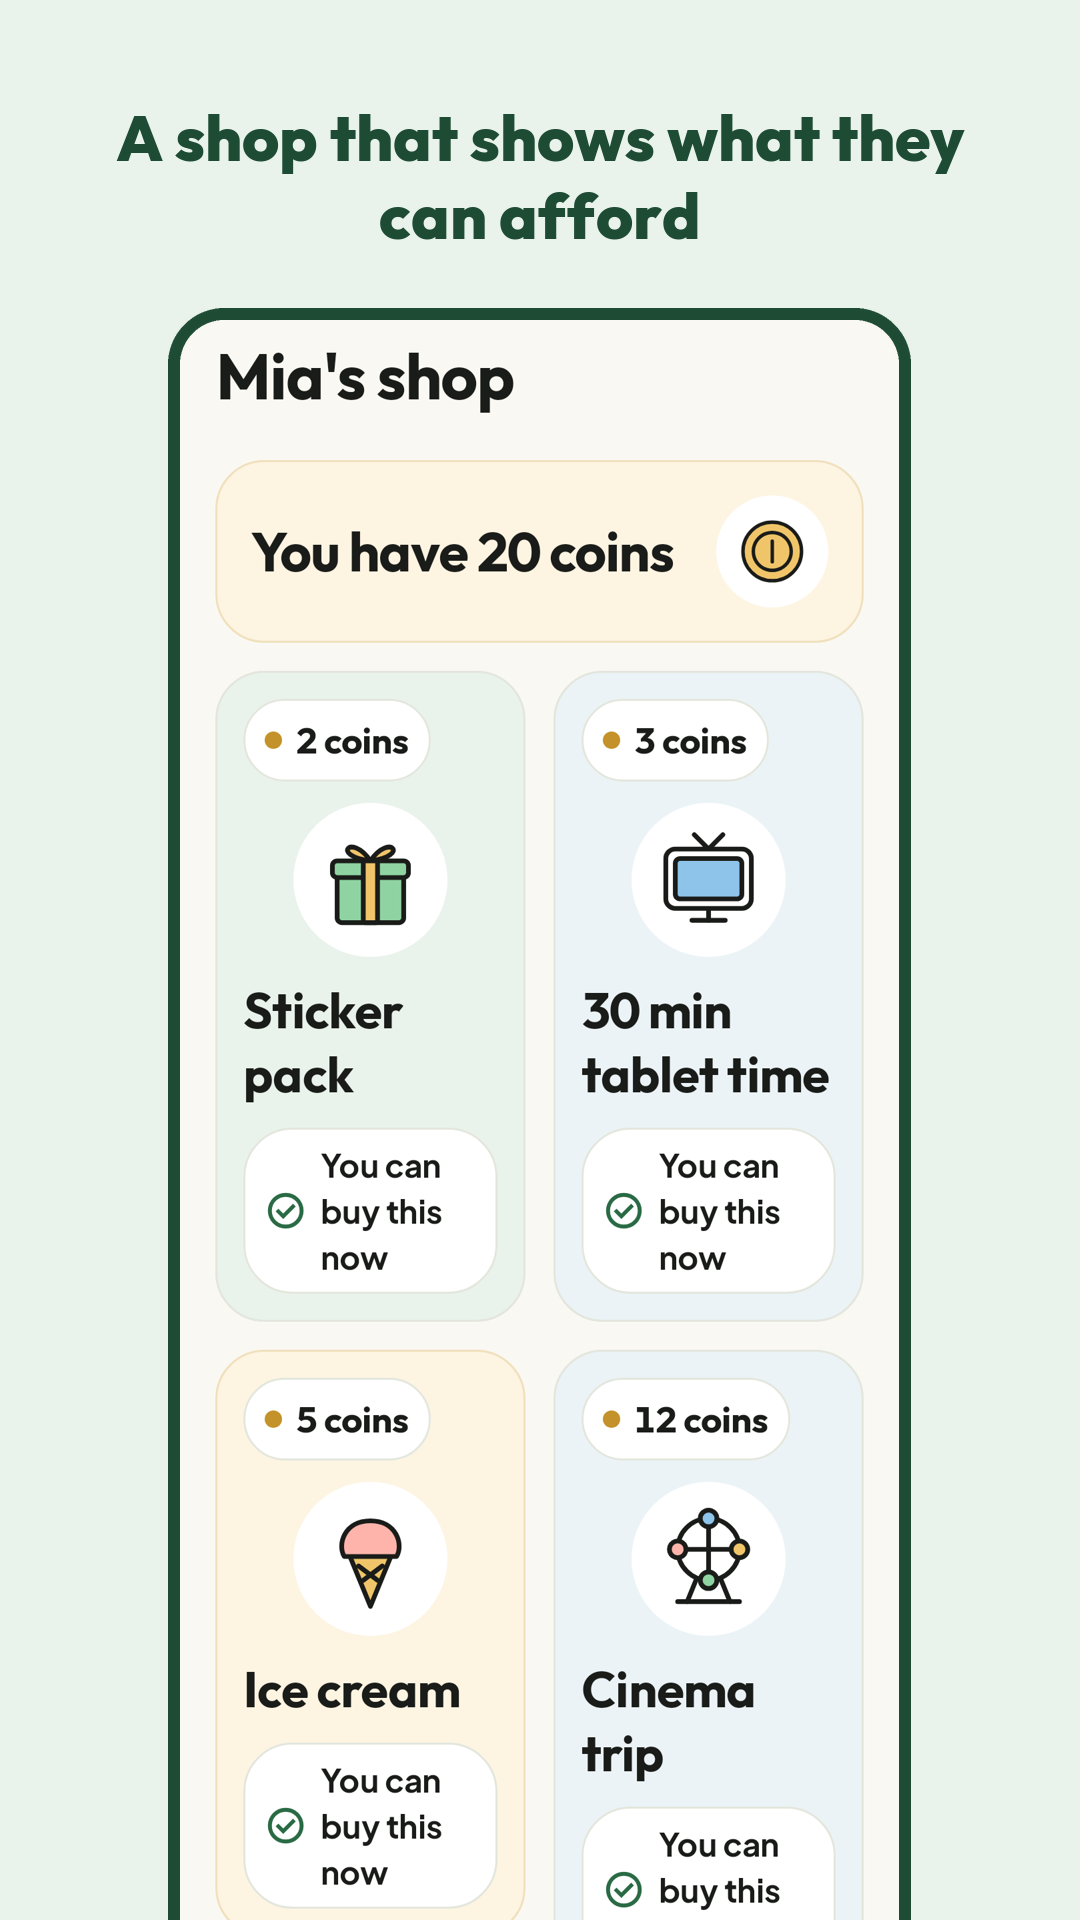 A shop that shows what they
can afford
Mia's shop
You have 20 coins
2 coins
Sticker
pack
You can
buy this
now
3 coins
30 min
tablet time
You can
buy this
now
5 coins
Ice cream
You can
buy this
now
12 coins
Cinema
trip
You can
buy this